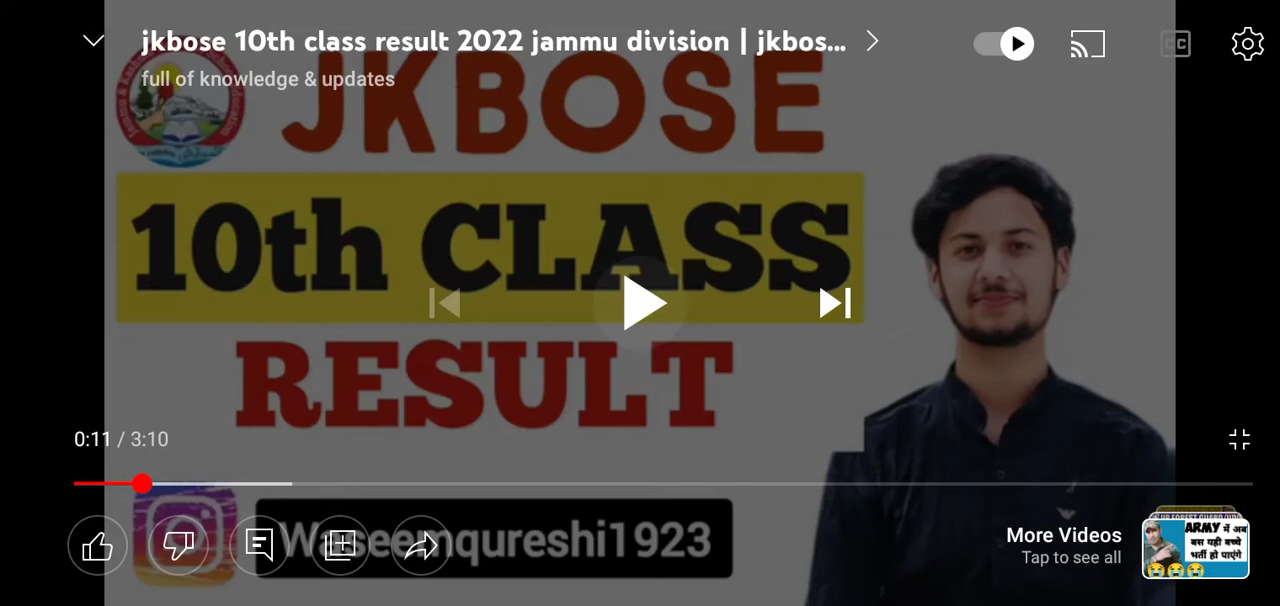 jkbose 10th class result 2022 jammu division | jkbos...
full of knowledge & updates
CC
JKBOSE
10th CLASS
RESULT
0:11 / 3:10
Waseemqureshi1923
More Videos
Tap to see all
ARMY में अब
बस यही बच्चे
भर्ती हो पाएंगे